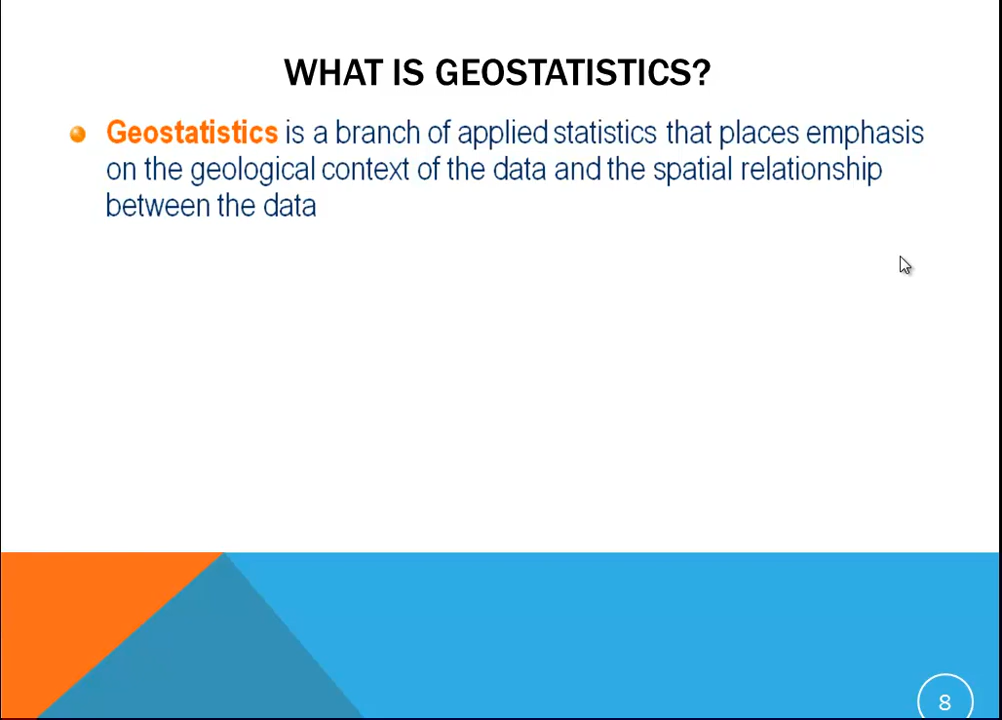 WHAT IS GEOSTATISTICS?
Geostatistics is a branch of applied statistics that places emphasis
on the geological context of the data and the spatial relationship
between the data
8